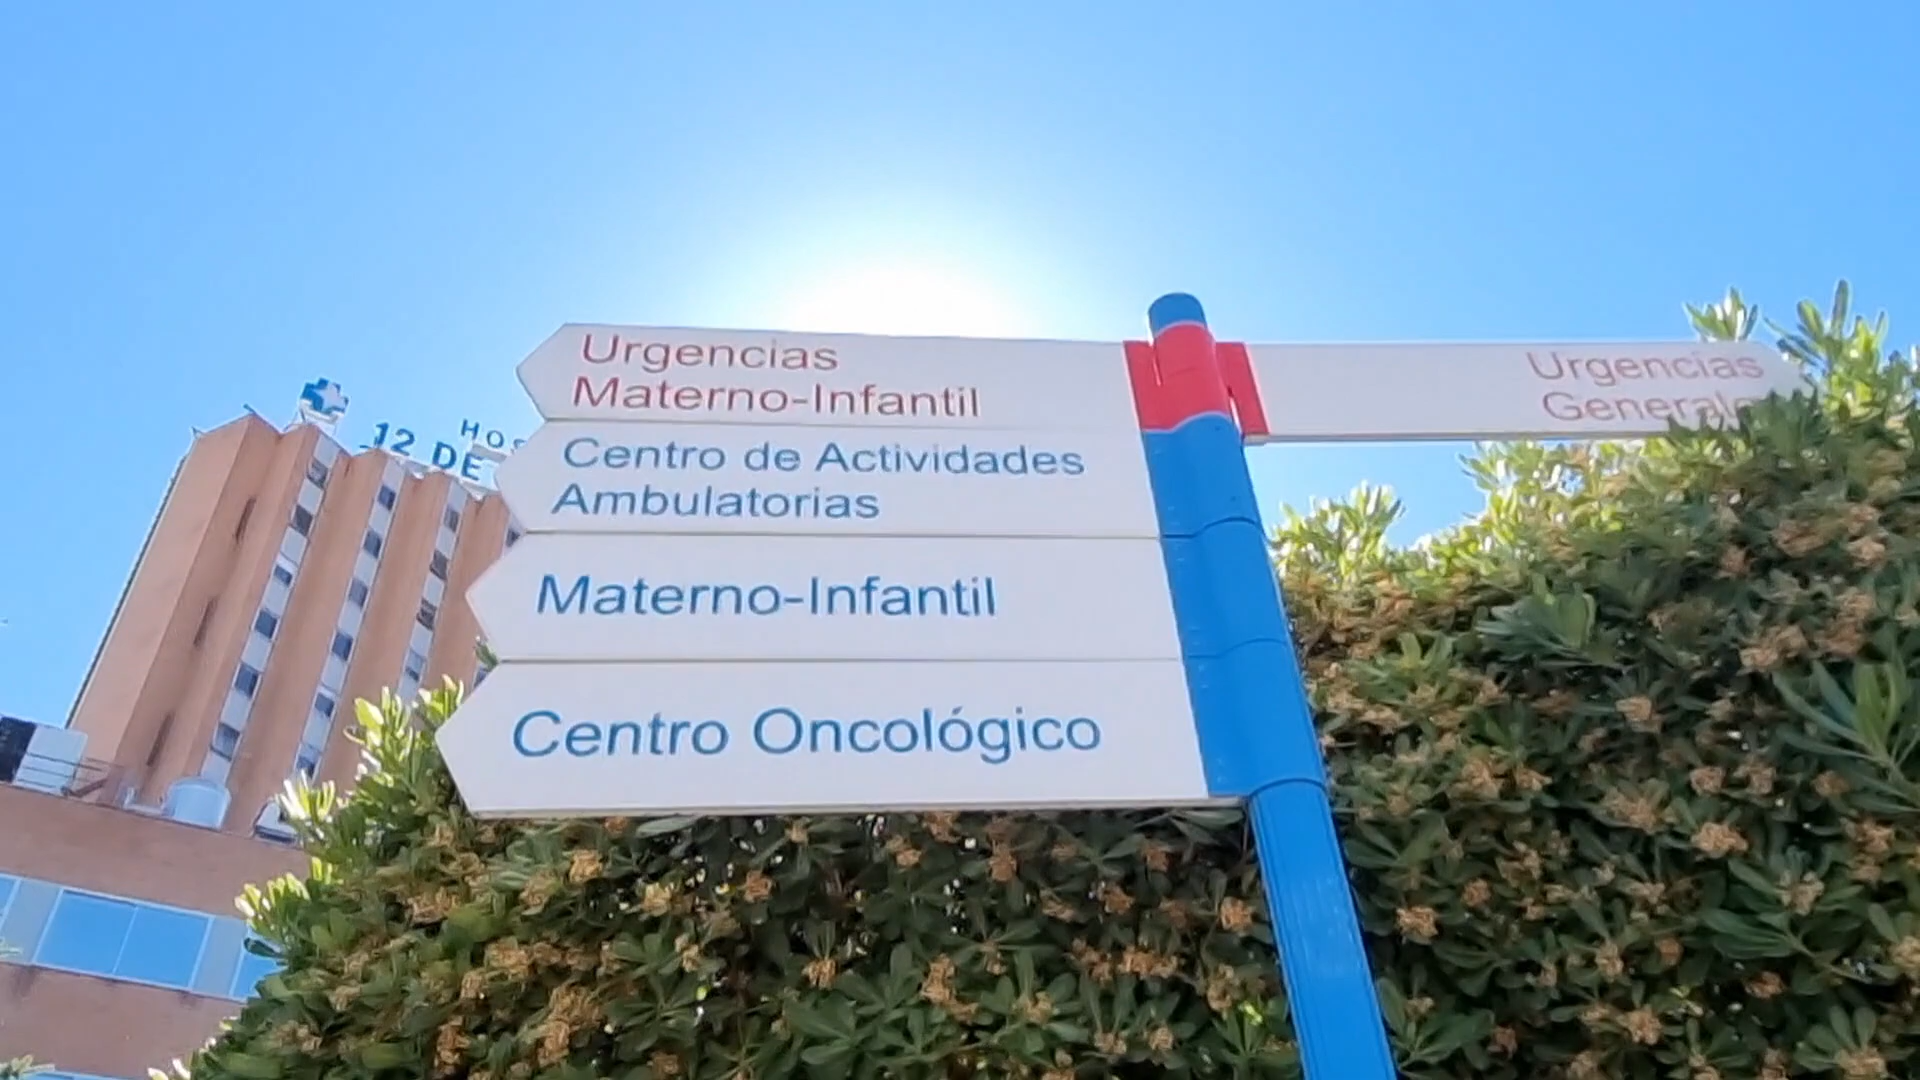 Urgencias
Materno-Infantil
Centro de Actividades
Ambulatorias
Materno-Infantil
Centro Oncológico
Urgencias
12 DE